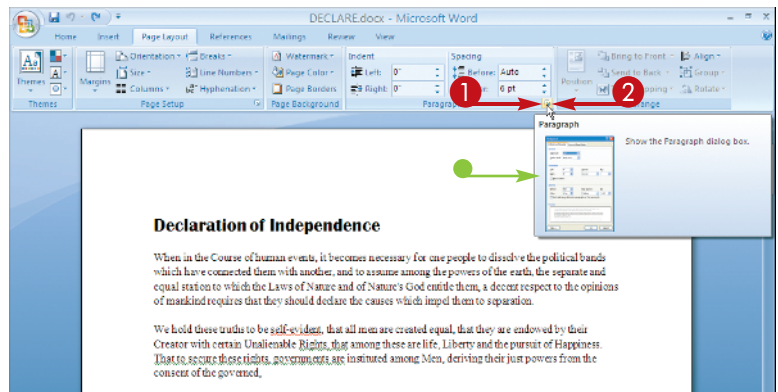 DECLARE.docx - Microsoft Word
Home Insert Page Layout References Mailings Review View
Themes
Margins
Orientation
Size
Columns
Breaks
Line Numbers
Hyphenation
Watermark
Page Color
Page Borders
Indent
Left: 0"
Right: 0"
Spacing
Before: Auto
6 pt
Position
Bring to Front
Send to Back
Align
Group
Rotate
Themes Page Setup Page Background
1 2
Paragraph
Show the Paragraph dialog box.
Declaration of Independence
When in the Course of human events, it becomes necessary for one people to dissolve the political bands
which have connected them with another, and to assume among the powers of the earth, the separate and
equal station to which the Laws of Nature and of Nature's God entitle them, a decent respect to the opinions
of mankind requires that they should declare the causes which impel them to separation.
We hold these truths to be self-evident, that all men are created equal, that they are endowed by their
Creator with certain Unalienable Rights, that among these are life, Liberty and the pursuit of Happiness.
That to secure these rights, governments are instituted among Men, deriving their just powers from the
consent of the governed,